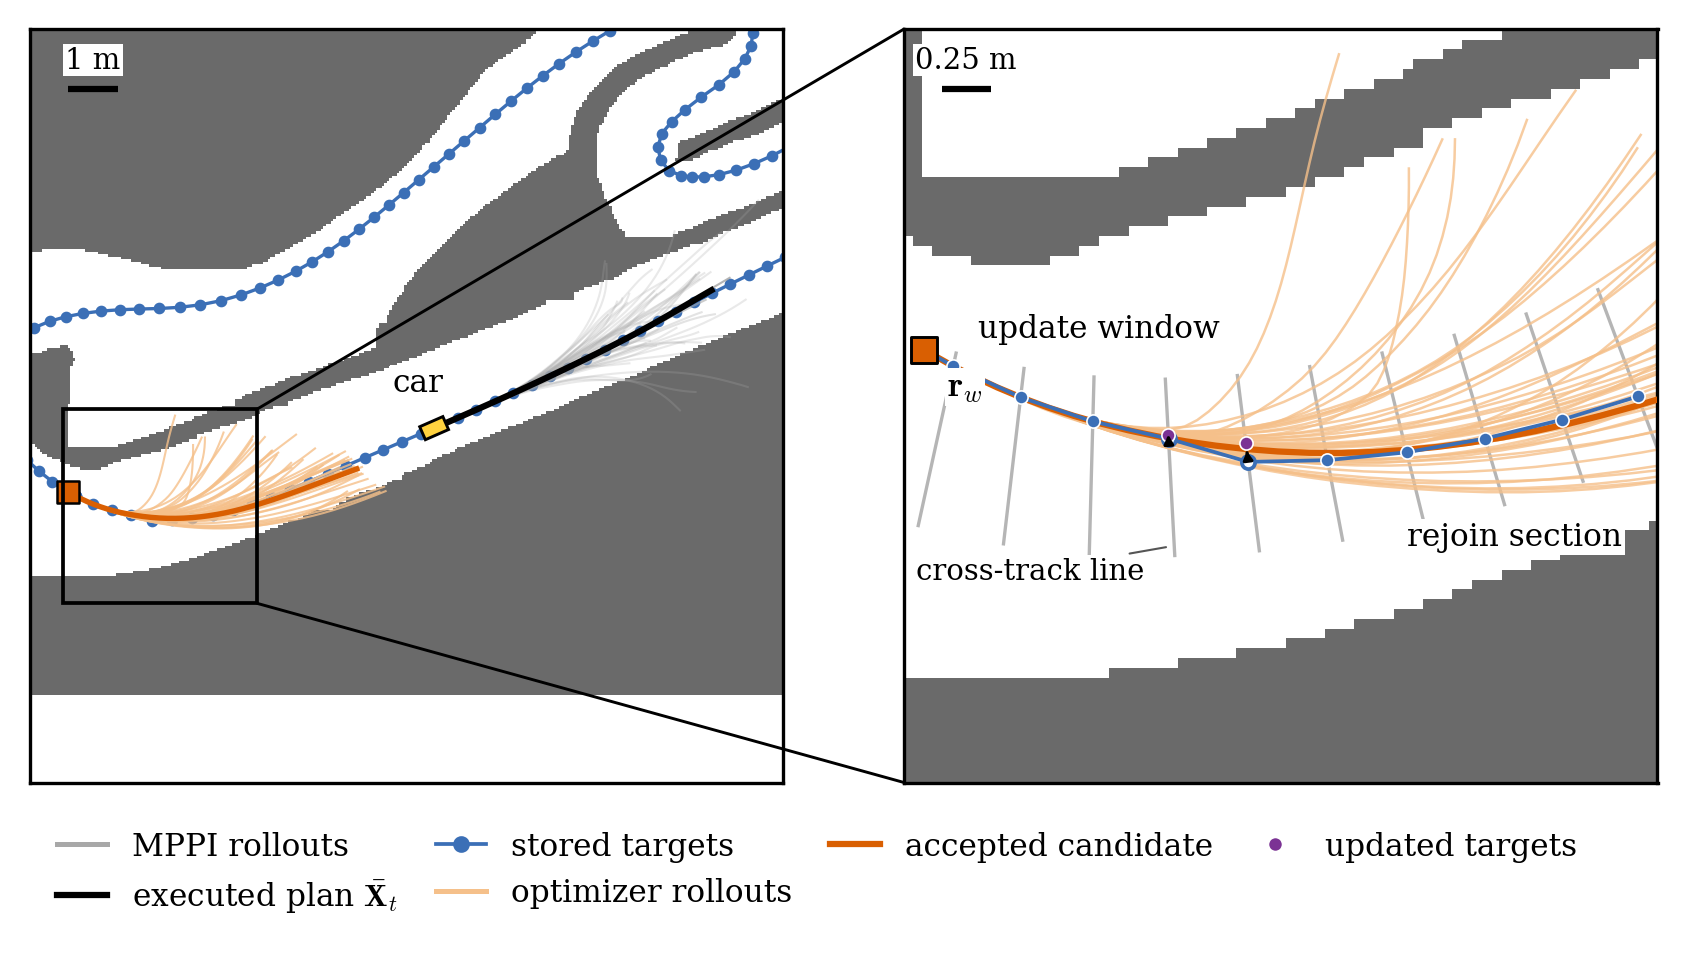 1 m
car
0.25 m
update window
𝐫_w
cross-track line
rejoin section
MPPI rollouts
stored targets
accepted candidate
updated targets
executed plan X̄_t
optimizer rollouts